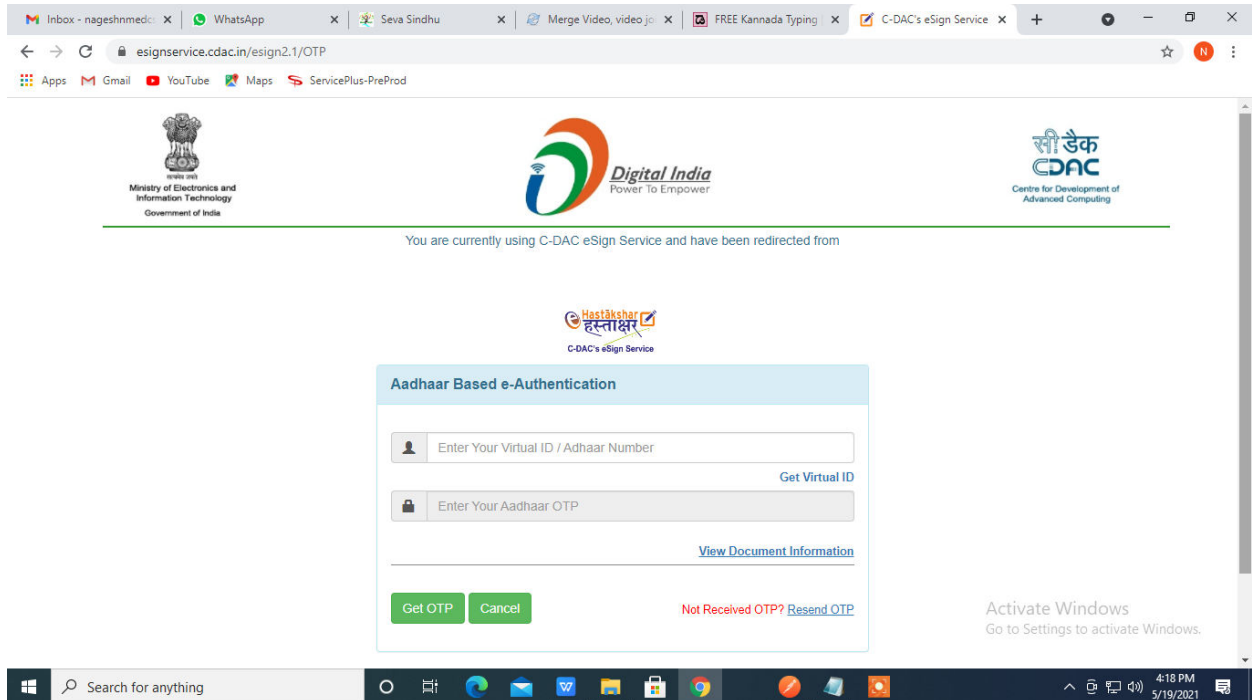 Inbox - nageshnmedc
WhatsApp
Seva Sindhu
Merge Video, video jo
FREE Kannada Typing
C-DAC's eSign Service
esignservice.cdac.in/esign2.1/OTP
N
Apps
Gmail
YouTube
Maps
ServicePlus-PreProd
सत्यमेव जयते
Ministry of Electronics and
Information Technology
Government of India
Digital India
Power To Empower
सी डैक
CDAC
Centre for Development of
Advanced Computing
You are currently using C-DAC eSign Service and have been redirected from
e Hastākshar
हस्ताक्षर
C-DAC's eSign Service
Aadhaar Based e-Authentication
Enter Your Virtual ID / Adhaar Number
Get Virtual ID
Enter Your Aadhaar OTP
View Document Information
Get OTP
Cancel
Not Received OTP? Resend OTP
Activate Windows
Go to Settings to activate Windows.
Search for anything
4:18 PM
5/19/2021